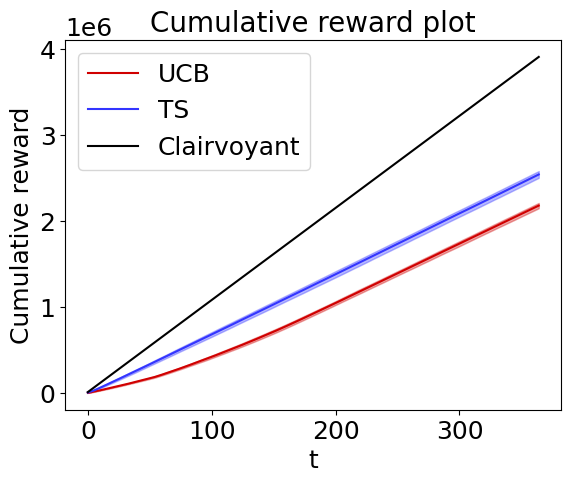 Cumulative reward plot
1e6
4
3
2
1
0
Cumulative reward
UCB
TS
Clairvoyant
0 100 200 300
t